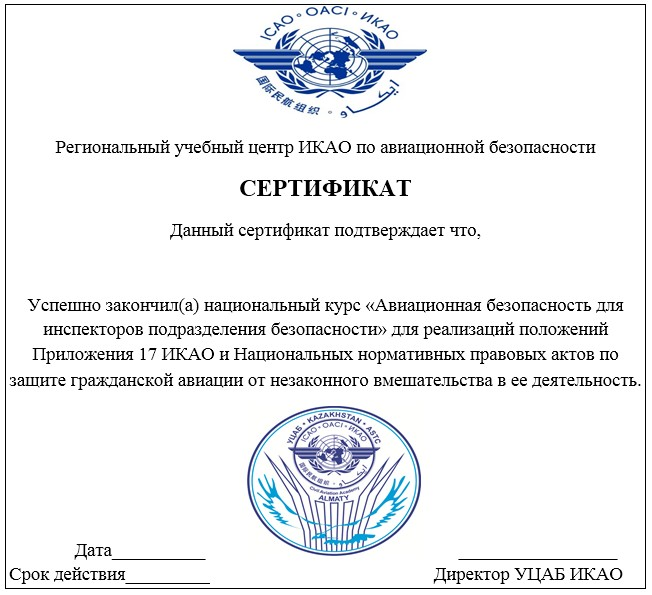 ICAO · OACI · ИКАО
国际民航组织 · ايكاو
Региональный учебный центр ИКАО по авиационной безопасности
СЕРТИФИКАТ
Данный сертификат подтверждает что,
Успешно закончил(а) национальный курс «Авиационная безопасность для
инспекторов подразделения безопасности» для реализаций положений
Приложения 17 ИКАО и Национальных нормативных правовых актов по
защите гражданской авиации от незаконного вмешательства в ее деятельность.
УЦАБ · KAZAKHSTAN · ASTC
ICAO · OACI · ИКАО
国际民航组织 · ايكاو
Civil Aviation Academy
ALMATY
Дата__________ _________________
Срок действия_________ Директор УЦАБ ИКАО